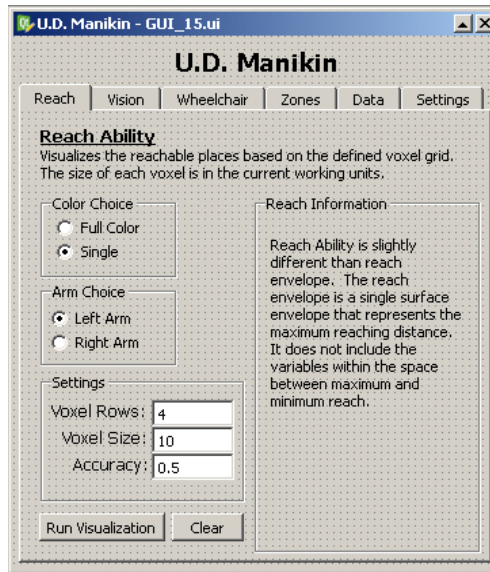 U.D. Manikin - GUI_15.ui
U.D. Manikin
Reach Vision Wheelchair Zones Data Settings
Reach Ability
Visualizes the reachable places based on the defined voxel grid.
The size of each voxel is in the current working units.
Color Choice
Full Color
Single
Arm Choice
Left Arm
Right Arm
Settings
Voxel Rows: 4
Voxel Size: 10
Accuracy: 0.5
Run Visualization Clear
Reach Information
Reach Ability is slightly
different than reach
envelope. The reach
envelope is a single surface
envelope that represents the
maximum reaching distance.
It does not include the
variables within the space
between maximum and
minimum reach.